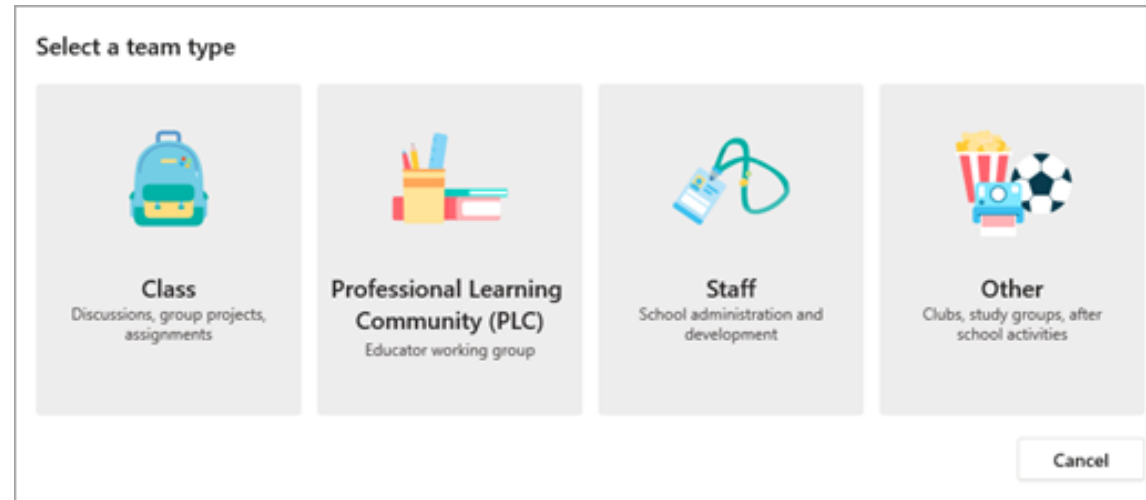 Select a team type
Class
Discussions, group projects,
assignments
Professional Learning
Community (PLC)
Educator working group
Staff
School administration and
development
Other
Clubs, study groups, after
school activities
Cancel